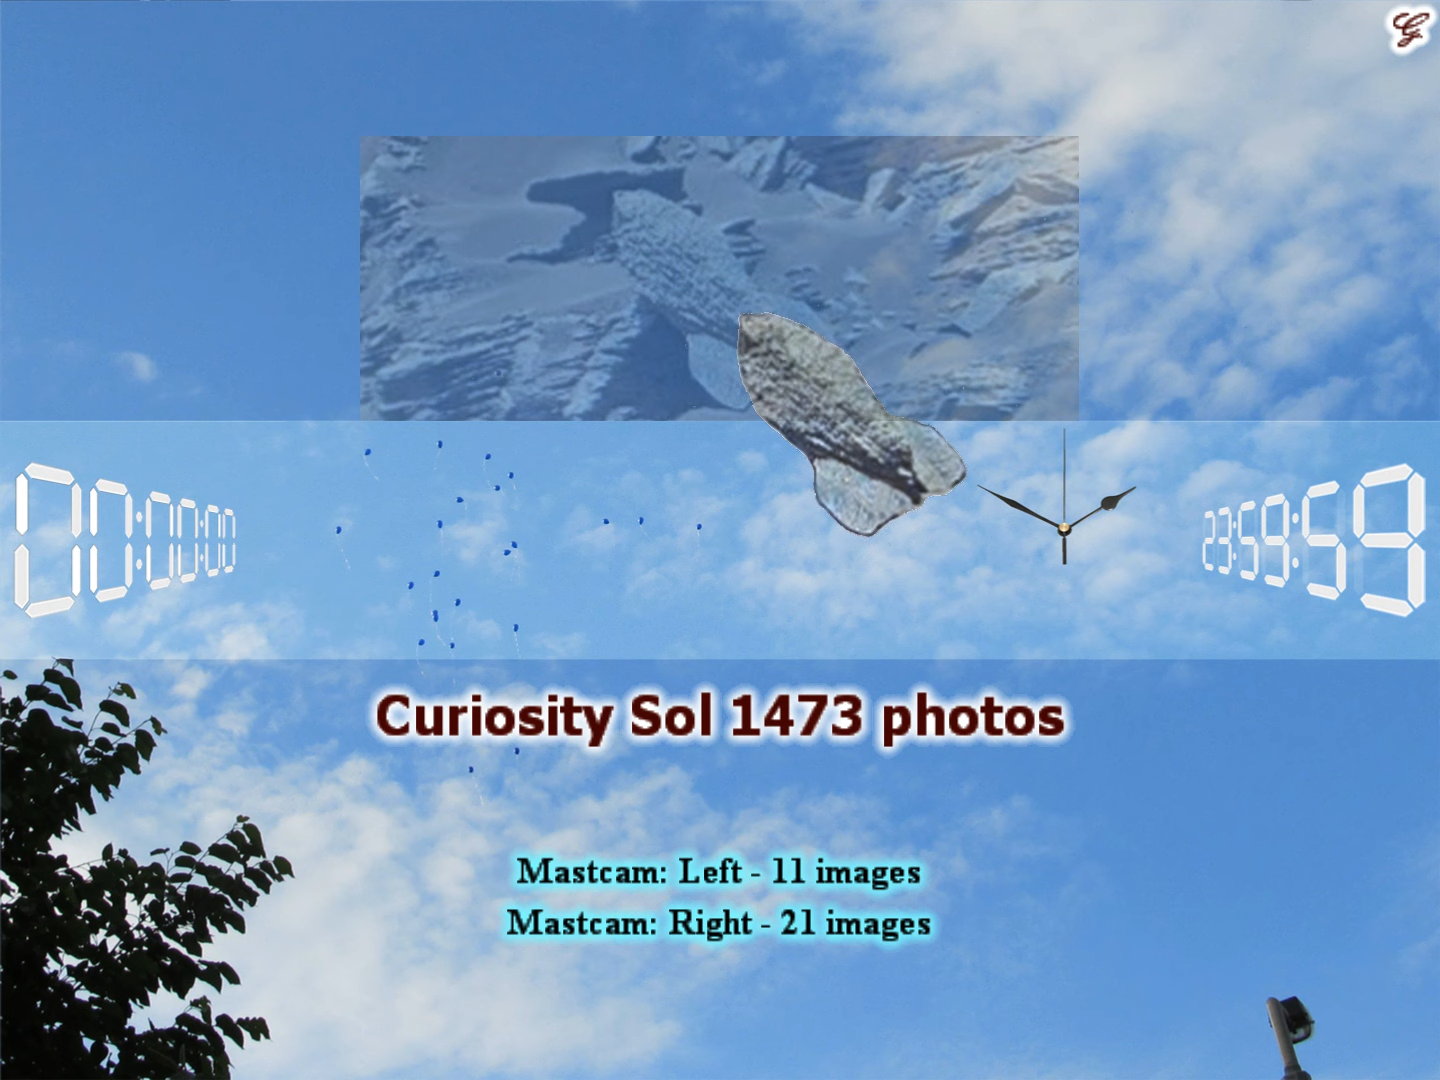 G
00:00:00
23:59:59
Curiosity Sol 1473 photos
Mastcam: Left - 11 images
Mastcam: Right - 21 images